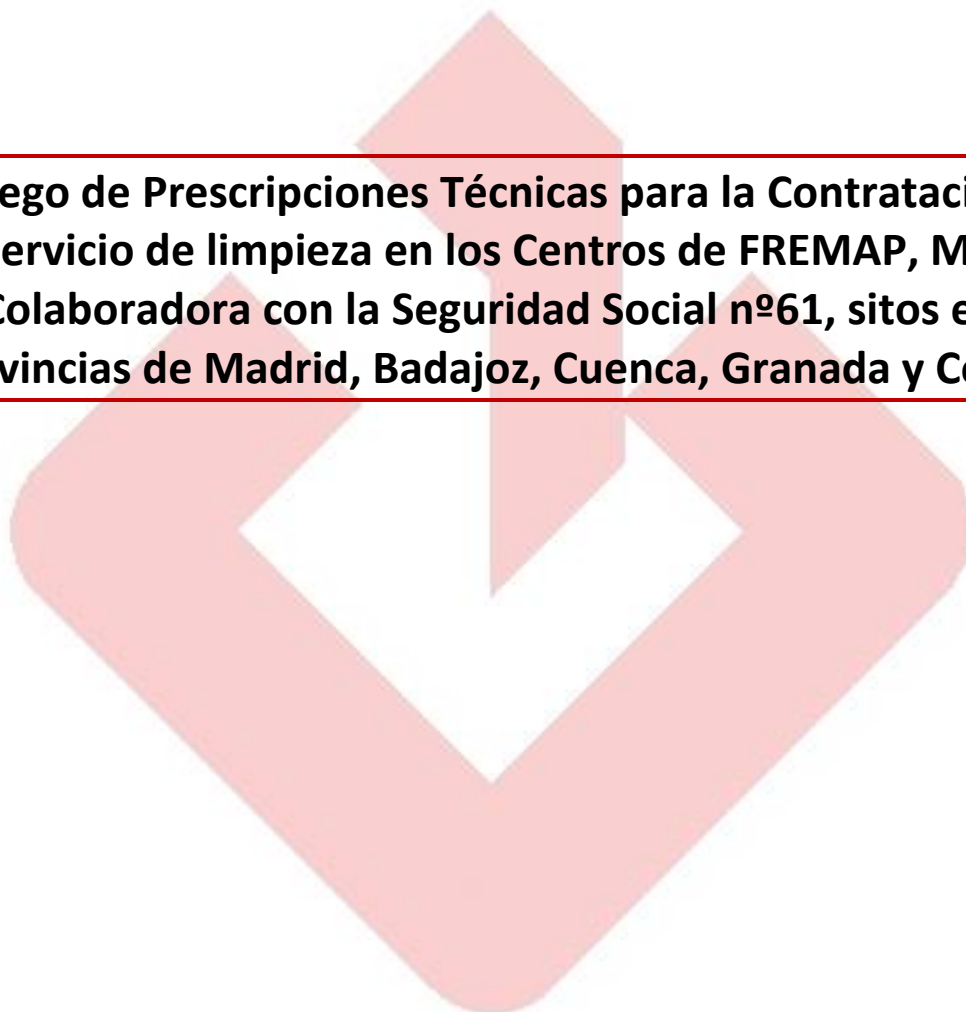 ego de Prescripciones Técnicas para la Contrataci
ervicio de limpieza en los Centros de FREMAP, M
Colaboradora con la Seguridad Social nº61, sitos e
vincias de Madrid, Badajoz, Cuenca, Granada y C